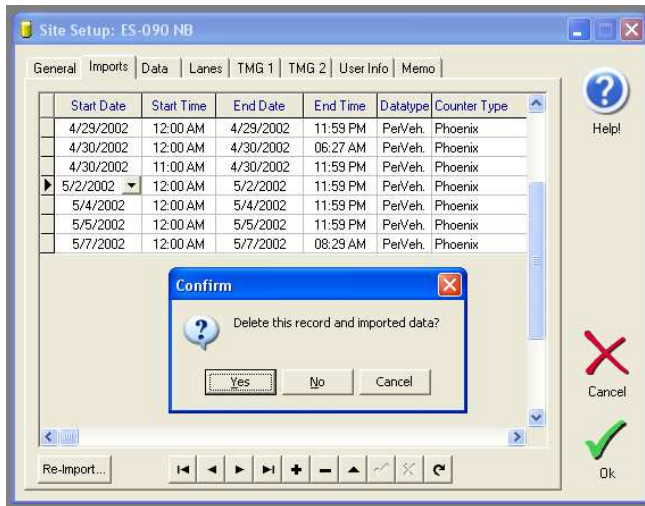 Site Setup: ES-090 NB
General Imports Data Lanes TMG 1 TMG 2 User Info Memo
Start Date Start Time End Date End Time Datatype Counter Type
4/29/2002 12:00 AM 4/29/2002 11:59 PM PerVeh. Phoenix
4/30/2002 12:00 AM 4/30/2002 06:27 AM PerVeh. Phoenix
4/30/2002 11:00 AM 4/30/2002 11:59 PM PerVeh. Phoenix
5/2/2002 12:00 AM 5/2/2002 11:59 PM PerVeh. Phoenix
5/4/2002 12:00 AM 5/4/2002 11:59 PM PerVeh. Phoenix
5/5/2002 12:00 AM 5/5/2002 11:59 PM PerVeh. Phoenix
5/7/2002 12:00 AM 5/7/2002 08:29 AM PerVeh. Phoenix
Help!
Confirm
Delete this record and imported data?
Yes No Cancel
Cancel
Re-Import...
Ok